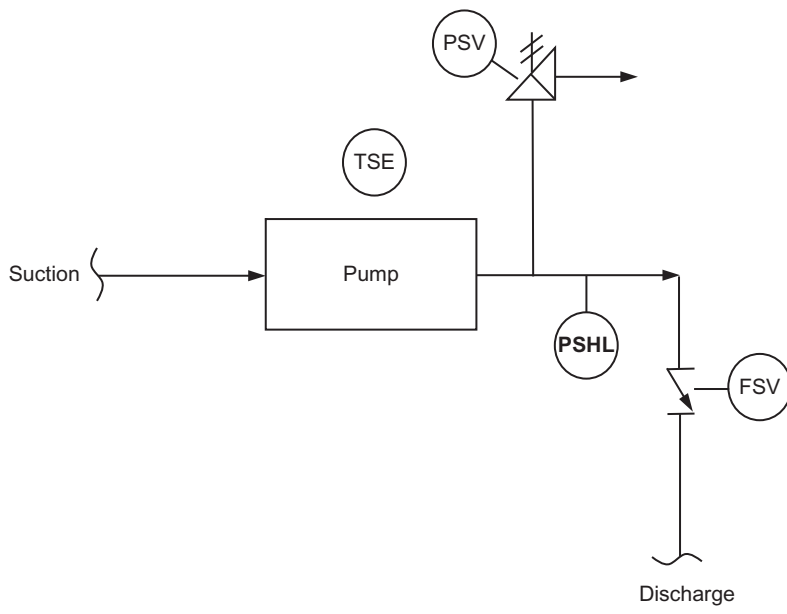 PSV
TSE
Suction
Pump
PSHL
FSV
Discharge